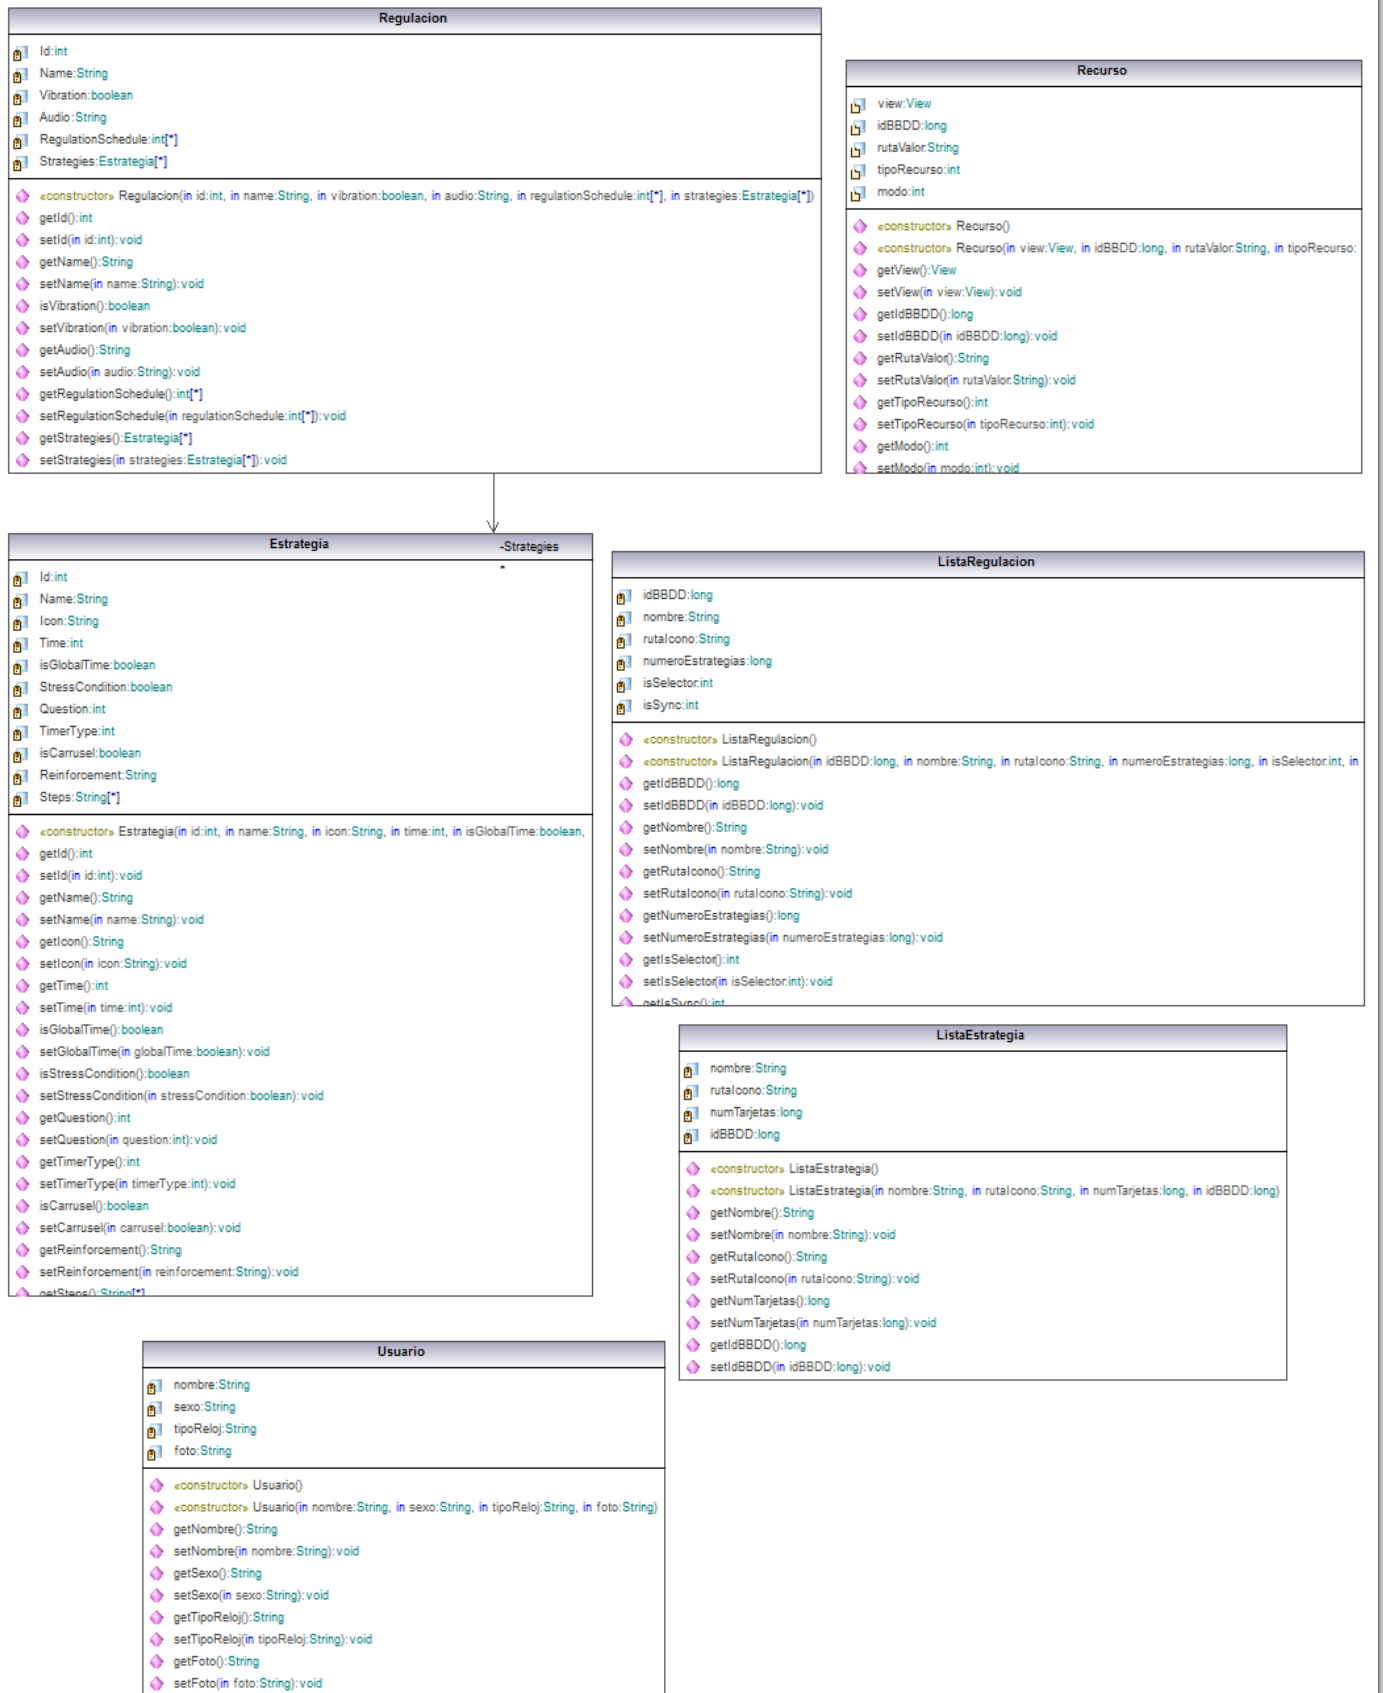 Regulacion
Id:int
Name:String
Vibration:boolean
Audio:String
RegulationSchedule:int[*]
Strategies:Estrategia[*]
«constructor» Regulacion(in id:int, in name:String, in vibration:boolean, in audio:String, in regulationSchedule:int[*], in strategies:Estrategia[*])
getId():int
setId(in id:int):void
getName():String
setName(in name:String):void
isVibration():boolean
setVibration(in vibration:boolean):void
getAudio():String
setAudio(in audio:String):void
getRegulationSchedule():int[*]
setRegulationSchedule(in regulationSchedule:int[*]):void
getStrategies():Estrategia[*]
setStrategies(in strategies:Estrategia[*]):void
Recurso
view:View
idBBDD:long
rutaValor:String
tipoRecurso:int
modo:int
«constructor» Recurso()
«constructor» Recurso(in view:View, in idBBDD:long, in rutaValor:String, in tipoRecurso:
getView():View
setView(in view:View):void
getIdBBDD():long
setIdBBDD(in idBBDD:long):void
getRutaValor():String
setRutaValor(in rutaValor:String):void
getTipoRecurso():int
setTipoRecurso(in tipoRecurso:int):void
getModo():int
setModo(in modo:int):void
Estrategia
-Strategies
*
Id:int
Name:String
Icon:String
Time:int
isGlobalTime:boolean
StressCondition:boolean
Question:int
TimerType:int
isCarrusel:boolean
Reinforcement:String
Steps:String[*]
«constructor» Estrategia(in id:int, in name:String, in icon:String, in time:int, in isGlobalTime:boolean,
getId():int
setId(in id:int):void
getName():String
setName(in name:String):void
getIcon():String
setIcon(in icon:String):void
getTime():int
setTime(in time:int):void
isGlobalTime():boolean
setGlobalTime(in globalTime:boolean):void
isStressCondition():boolean
setStressCondition(in stressCondition:boolean):void
getQuestion():int
setQuestion(in question:int):void
getTimerType():int
setTimerType(in timerType:int):void
isCarrusel():boolean
setCarrusel(in carrusel:boolean):void
getReinforcement():String
setReinforcement(in reinforcement:String):void
getSteps():String[*]
ListaRegulacion
idBBDD:long
nombre:String
rutaIcono:String
numeroEstrategias:long
isSelector:int
isSync:int
«constructor» ListaRegulacion()
«constructor» ListaRegulacion(in idBBDD:long, in nombre:String, in rutaIcono:String, in numeroEstrategias:long, in isSelector:int, in
getIdBBDD():long
setIdBBDD(in idBBDD:long):void
getNombre():String
setNombre(in nombre:String):void
getRutaIcono():String
setRutaIcono(in rutaIcono:String):void
getNumeroEstrategias():long
setNumeroEstrategias(in numeroEstrategias:long):void
getIsSelector():int
setIsSelector(in isSelector:int):void
getIsSync():int
ListaEstrategia
nombre:String
rutaIcono:String
numTarjetas:long
idBBDD:long
«constructor» ListaEstrategia()
«constructor» ListaEstrategia(in nombre:String, in rutaIcono:String, in numTarjetas:long, in idBBDD:long)
getNombre():String
setNombre(in nombre:String):void
getRutaIcono():String
setRutaIcono(in rutaIcono:String):void
getNumTarjetas():long
setNumTarjetas(in numTarjetas:long):void
getIdBBDD():long
setIdBBDD(in idBBDD:long):void
Usuario
nombre:String
sexo:String
tipoReloj:String
foto:String
«constructor» Usuario()
«constructor» Usuario(in nombre:String, in sexo:String, in tipoReloj:String, in foto:String)
getNombre():String
setNombre(in nombre:String):void
getSexo():String
setSexo(in sexo:String):void
getTipoReloj():String
setTipoReloj(in tipoReloj:String):void
getFoto():String
setFoto(in foto:String):void